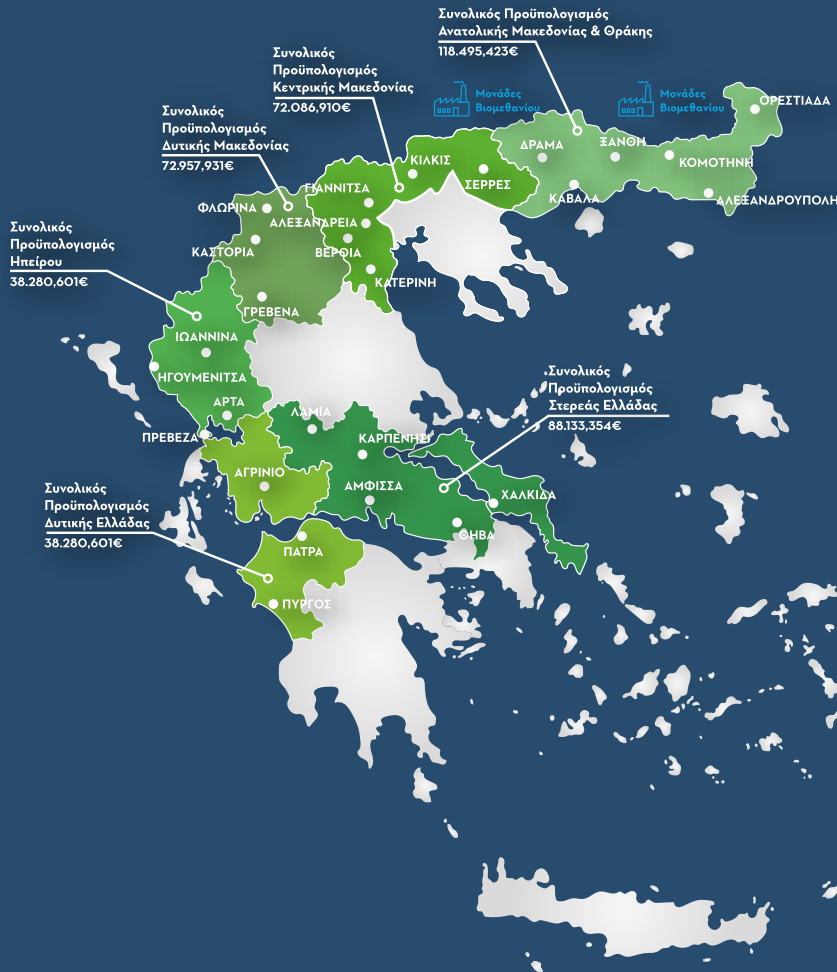 Συνολικός Προϋπολογισμός
Ανατολικής Μακεδονίας & Θράκης
118.495,423€
Συνολικός
Προϋπολογισμός
Κεντρικής Μακεδονίας
72.086,910€
Μονάδες
Βιομεθανίου
Μονάδες
Βιομεθανίου
Συνολικός
Προϋπολογισμός
Δυτικής Μακεδονίας
72.957,931€
ΟΡΕΣΤΙΑΔΑ
ΔΡΑΜΑ
ΞΑΝΘΗ
ΚΙΛΚΙΣ
ΚΟΜΟΤΗΝΗ
ΣΕΡΡΕΣ
ΓΙΑΝΝΙΤΣΑ
ΚΑΒΑΛΑ
ΑΛΕΞΑΝΔΡΟΥΠΟΛΗ
ΦΛΩΡΙΝΑ
ΑΛΕΞΑΝΔΡΕΙΑ
Συνολικός
Προϋπολογισμός
Ηπείρου
38.280,601€
ΚΑΣΤΟΡΙΑ
ΒΕΡΟΙΑ
ΚΑΤΕΡΙΝΗ
ΓΡΕΒΕΝΑ
ΙΩΑΝΝΙΝΑ
ΗΓΟΥΜΕΝΙΤΣΑ
Συνολικός
Προϋπολογισμός
Στερεάς Ελλάδας
88.133,354€
ΑΡΤΑ
ΛΑΜΙΑ
ΠΡΕΒΕΖΑ
ΚΑΡΠΕΝΗΣΙ
ΑΓΡΙΝΙΟ
ΑΜΦΙΣΣΑ
ΧΑΛΚΙΔΑ
Συνολικός
Προϋπολογισμός
Δυτικής Ελλάδας
38.280,601€
ΘΗΒΑ
ΠΑΤΡΑ
ΠΥΡΓΟΣ